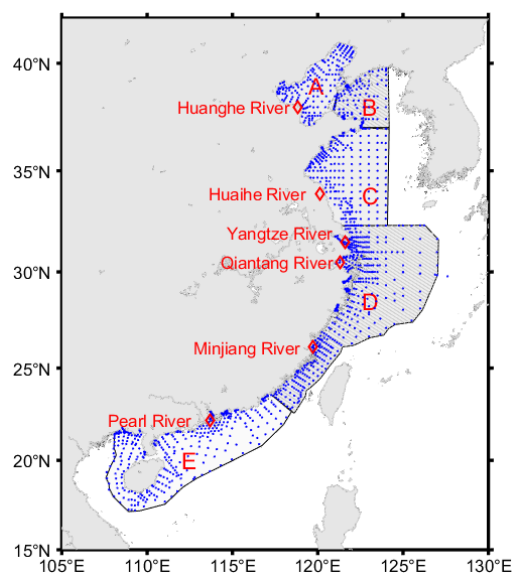 40°N
A
B
Huanghe River
35°N
Huaihe River
C
Yangtze River
30°N
Qiantang River
D
Minjiang River
25°N
Pearl River
20°N
E
15°N
105°E
110°E
115°E
120°E
125°E
130°E